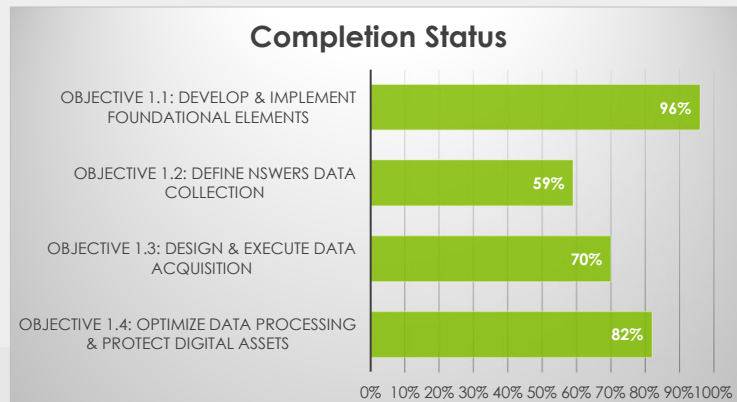 Completion Status
OBJECTIVE 1.1: DEVELOP & IMPLEMENT
FOUNDATIONAL ELEMENTS
96%
OBJECTIVE 1.2: DEFINE NSWERS DATA
COLLECTION
59%
OBJECTIVE 1.3: DESIGN & EXECUTE DATA
ACQUISITION
70%
OBJECTIVE 1.4: OPTIMIZE DATA PROCESSING
& PROTECT DIGITAL ASSETS
82%
0% 10% 20% 30% 40% 50% 60% 70% 80% 90% 100%